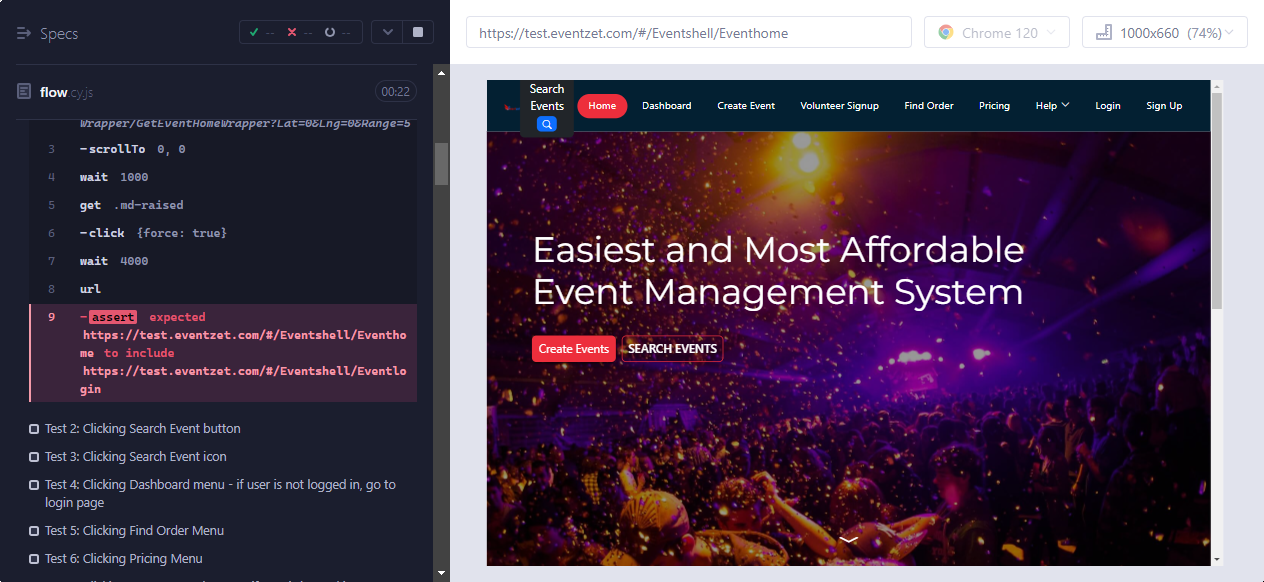 Specs
--
--
--
flow.cy.js
00:22
Wrapper/GetEventHomeWrapper?Lat=0&Lng=0&Range=5
3 -scrollTo 0, 0
4 wait 1000
5 get .md-raised
6 -click {force: true}
7 wait 4000
8 url
9 -assert expected
https://test.eventzet.com/#/Eventshell/Eventho
me to include
https://test.eventzet.com/#/Eventshell/Eventlo
gin
Test 2: Clicking Search Event button
Test 3: Clicking Search Event icon
Test 4: Clicking Dashboard menu - if user is not logged in, go to
login page
Test 5: Clicking Find Order Menu
Test 6: Clicking Pricing Menu
https://test.eventzet.com/#/Eventshell/Eventhome
Chrome 120
1000x660 (74%)
Search
Events
Home
Dashboard
Create Event
Volunteer Signup
Find Order
Pricing
Help
Login
Sign Up
Easiest and Most Affordable
Event Management System
Create Events
SEARCH EVENTS